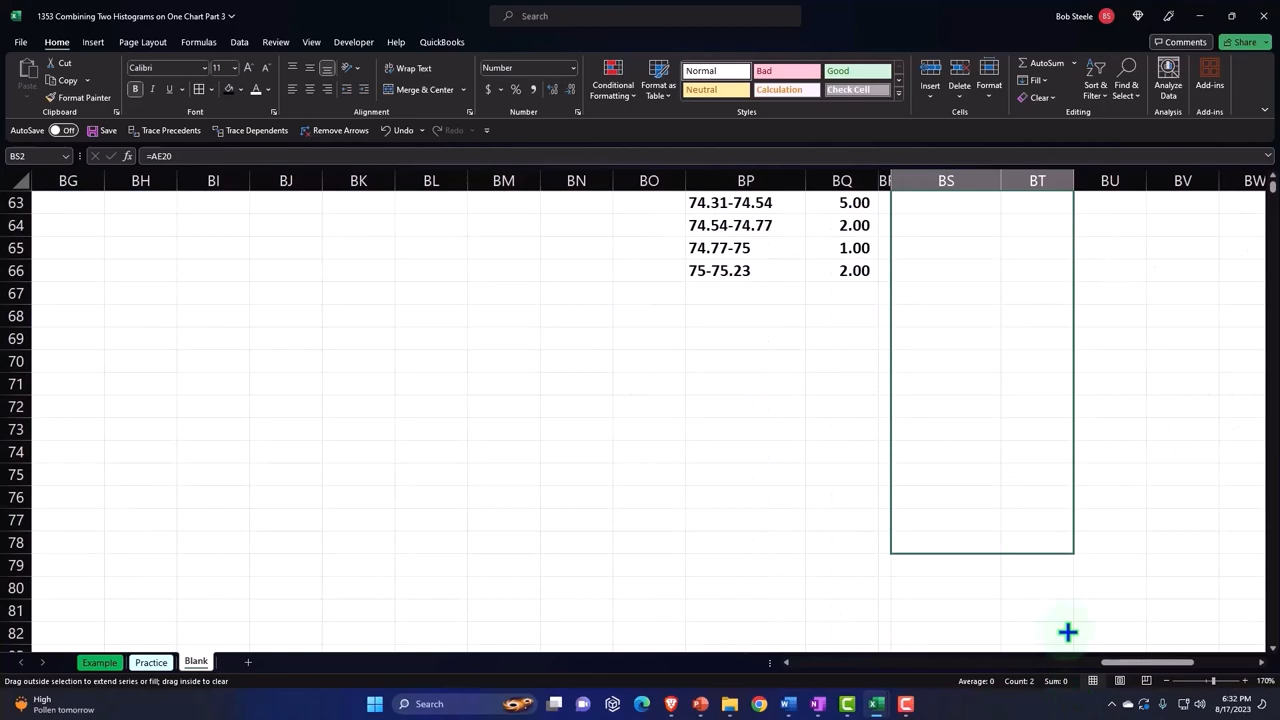 1353 Combining Two Histograms on One Chart Part 3
Search
Bob Steele
BS
File Home Insert Page Layout Formulas Data Review View Developer Help QuickBooks
Comments Share
Cut
Copy
Format Painter
Clipboard
Calibri 11
Font
Wrap Text
Merge & Center
Alignment
Number
Number
Conditional Formatting
Format as Table
Normal Bad Good
Neutral Calculation Check Cell
Styles
Insert Delete Format
Cells
AutoSum
Fill
Clear
Sort & Filter
Find & Select
Editing
Analyze Data
Analysis
Add-ins
Add-ins
AutoSave Off Save Trace Precedents Trace Dependents Remove Arrows Undo Redo
BS2 fx =AE20
BG BH BI BJ BK BL BM BN BO BP BQ BS BT BU BV BW
63 74.31-74.54 5.00
64 74.54-74.77 2.00
65 74.77-75 1.00
66 75-75.23 2.00
67
68
69
70
71
72
73
74
75
76
77
78
79
80
81
82
Example Practice Blank
Drag outside selection to extend series or fill; drag inside to clear
Average: 0 Count: 2 Sum: 0 170%
High
Pollen tomorrow
Search
6:32 PM
8/17/2023